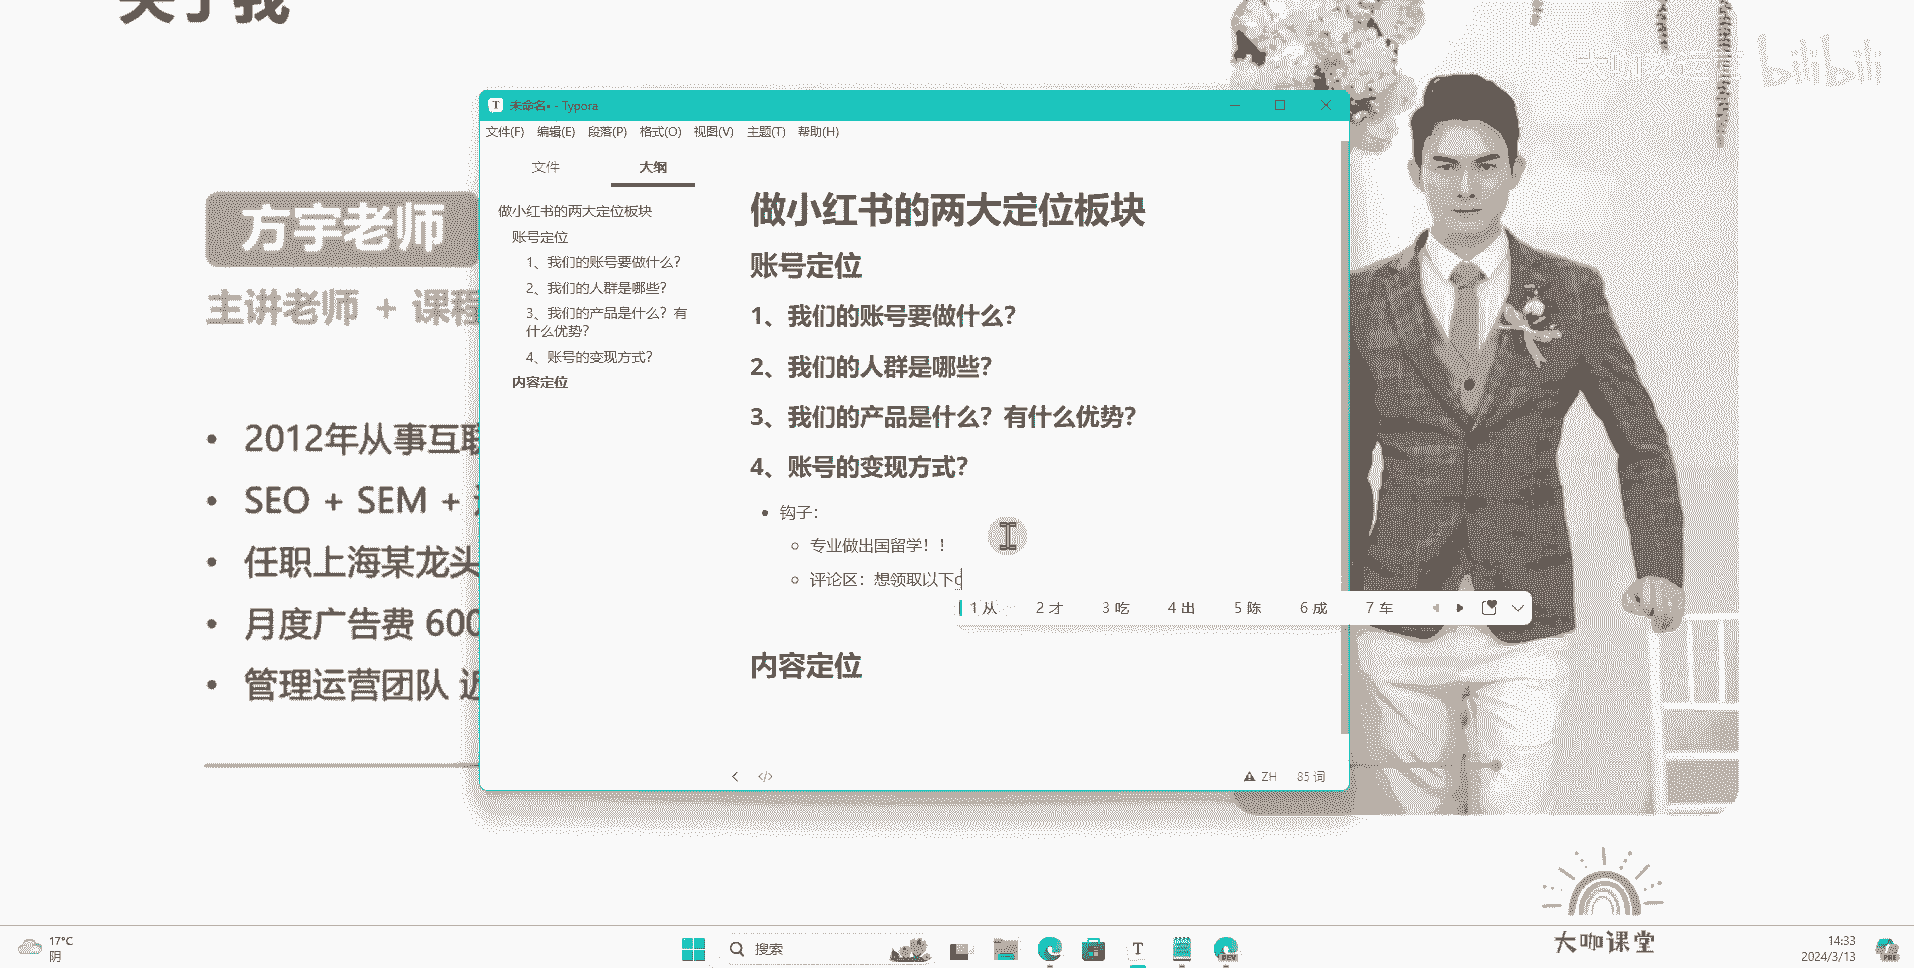 关于我
bilibili
方宇老师
主讲老师 + 课程
2012年从事互联
SEO + SEM +
任职上海某龙头
月度广告费 600
管理运营团队 近
未命名• - Typora
文件(F) 编辑(E) 段落(P) 格式(O) 视图(V) 主题(T) 帮助(H)
文件 大纲
做小红书的两大定位板块
账号定位
1、我们的账号要做什么?
2、我们的人群是哪些?
3、我们的产品是什么? 有
什么优势?
4、账号的变现方式?
内容定位
做小红书的两大定位板块
账号定位
1、我们的账号要做什么?
2、我们的人群是哪些?
3、我们的产品是什么? 有什么优势?
4、账号的变现方式?
钩子:
专业做出国留学! !
评论区: 想领取以下c
1 从 2 才 3 吃 4 出 5 陈 6 成 7 车
内容定位
ZH 85 词
大咖课堂
17°C
阴
搜索
T
DEV
14:33
2024/3/13
PRE